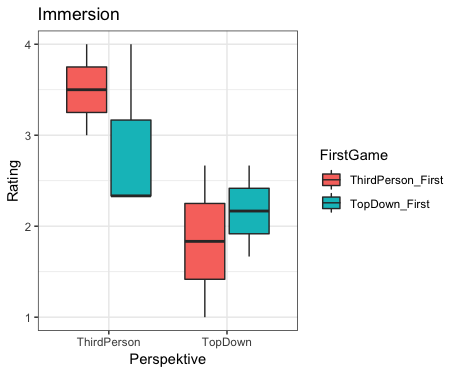 Immersion
Rating
4
3
2
1
ThirdPerson
TopDown
Perspektive
FirstGame
ThirdPerson_First
TopDown_First